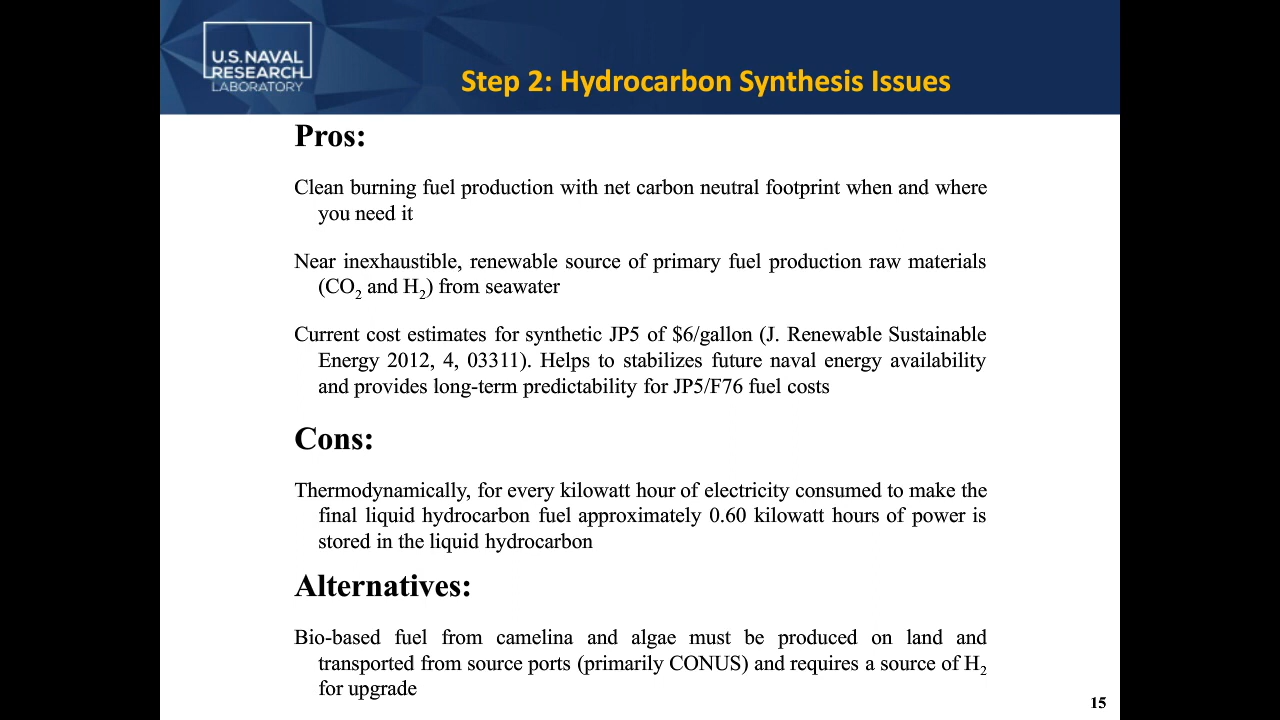 U.S. NAVAL
RESEARCH
LABORATORY
Step 2: Hydrocarbon Synthesis Issues
Pros:
Clean burning fuel production with net carbon neutral footprint when and where
you need it
Near inexhaustible, renewable source of primary fuel production raw materials
(CO₂ and H₂) from seawater
Current cost estimates for synthetic JP5 of $6/gallon (J. Renewable Sustainable
Energy 2012, 4, 03311). Helps to stabilizes future naval energy availability
and provides long-term predictability for JP5/F76 fuel costs
Cons:
Thermodynamically, for every kilowatt hour of electricity consumed to make the
final liquid hydrocarbon fuel approximately 0.60 kilowatt hours of power is
stored in the liquid hydrocarbon
Alternatives:
Bio-based fuel from camelina and algae must be produced on land and
transported from source ports (primarily CONUS) and requires a source of H₂
for upgrade
15